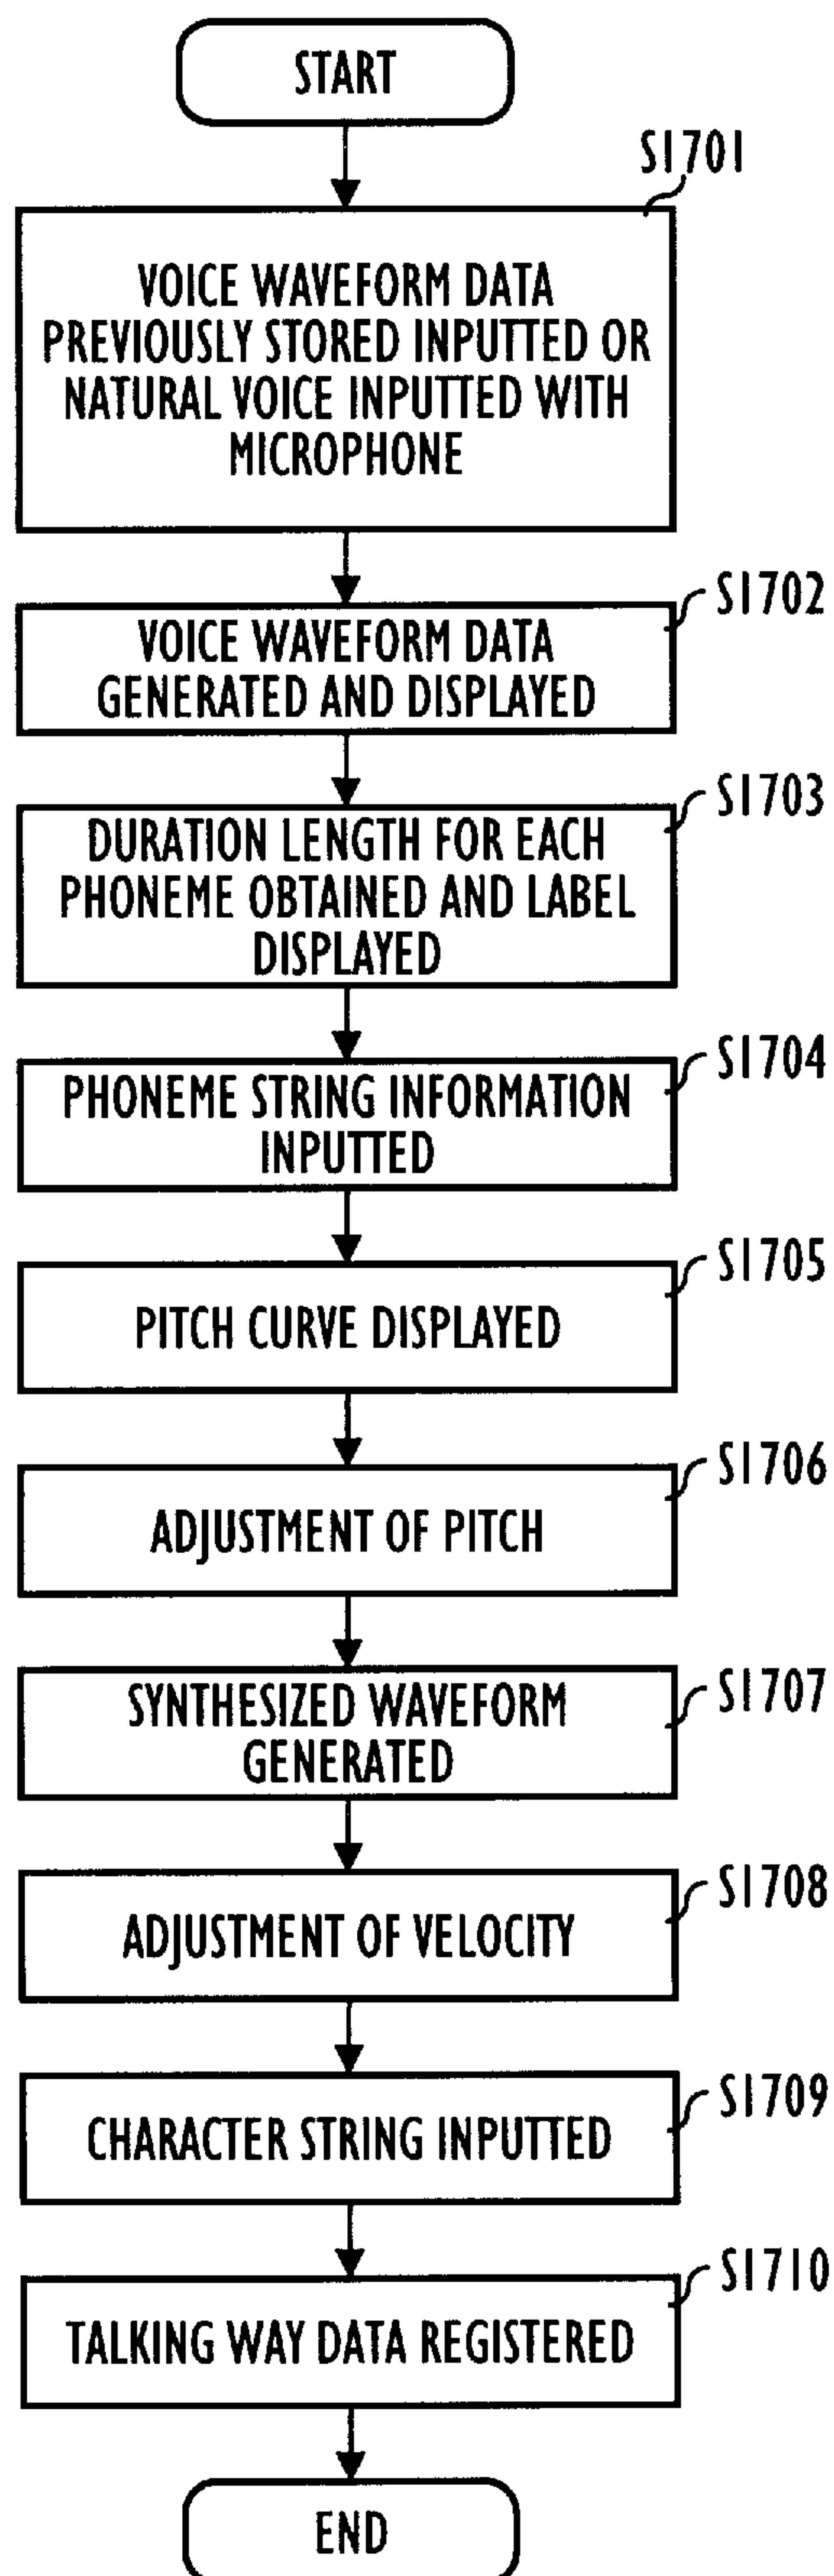 START
S1701
VOICE WAVEFORM DATA
PREVIOUSLY STORED INPUTTED OR
NATURAL VOICE INPUTTED WITH
MICROPHONE
S1702
VOICE WAVEFORM DATA
GENERATED AND DISPLAYED
S1703
DURATION LENGTH FOR EACH
PHONEME OBTAINED AND LABEL
DISPLAYED
S1704
PHONEME STRING INFORMATION
INPUTTED
S1705
PITCH CURVE DISPLAYED
S1706
ADJUSTMENT OF PITCH
S1707
SYNTHESIZED WAVEFORM
GENERATED
S1708
ADJUSTMENT OF VELOCITY
S1709
CHARACTER STRING INPUTTED
S1710
TALKING WAY DATA REGISTERED
END